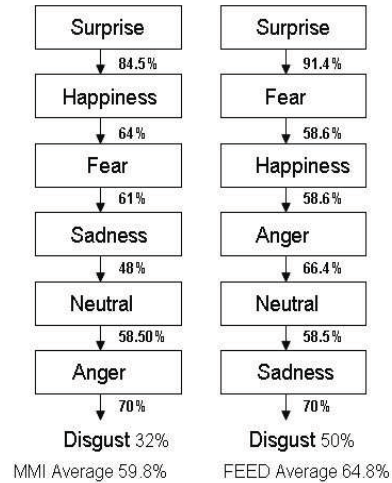 Surprise
84.5%
Happiness
64%
Fear
61%
Sadness
48%
Neutral
58.50%
Anger
70%
Disgust 32%
MMI Average 59.8%
Surprise
91.4%
Fear
58.6%
Happiness
58.6%
Anger
66.4%
Neutral
58.5%
Sadness
70%
Disgust 50%
FEED Average 64.8%